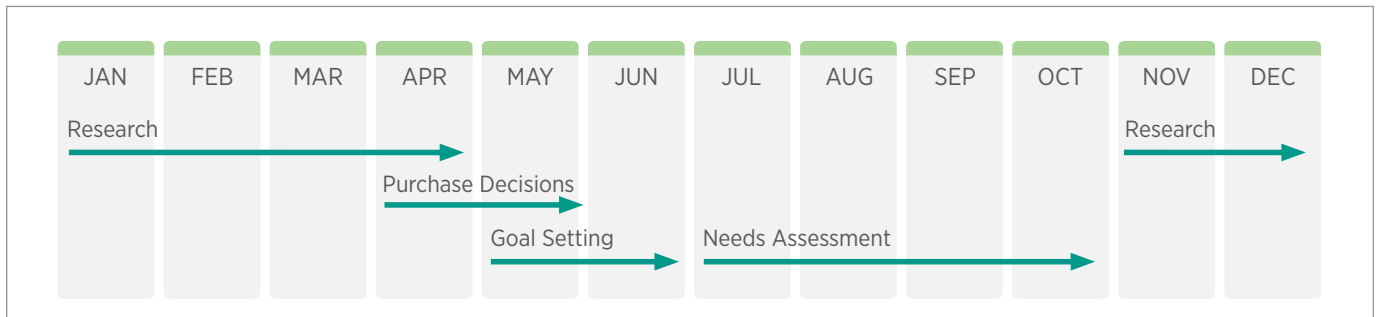 JAN FEB MAR APR MAY JUN JUL AUG SEP OCT NOV DEC
Research Research
Purchase Decisions
Goal Setting Needs Assessment